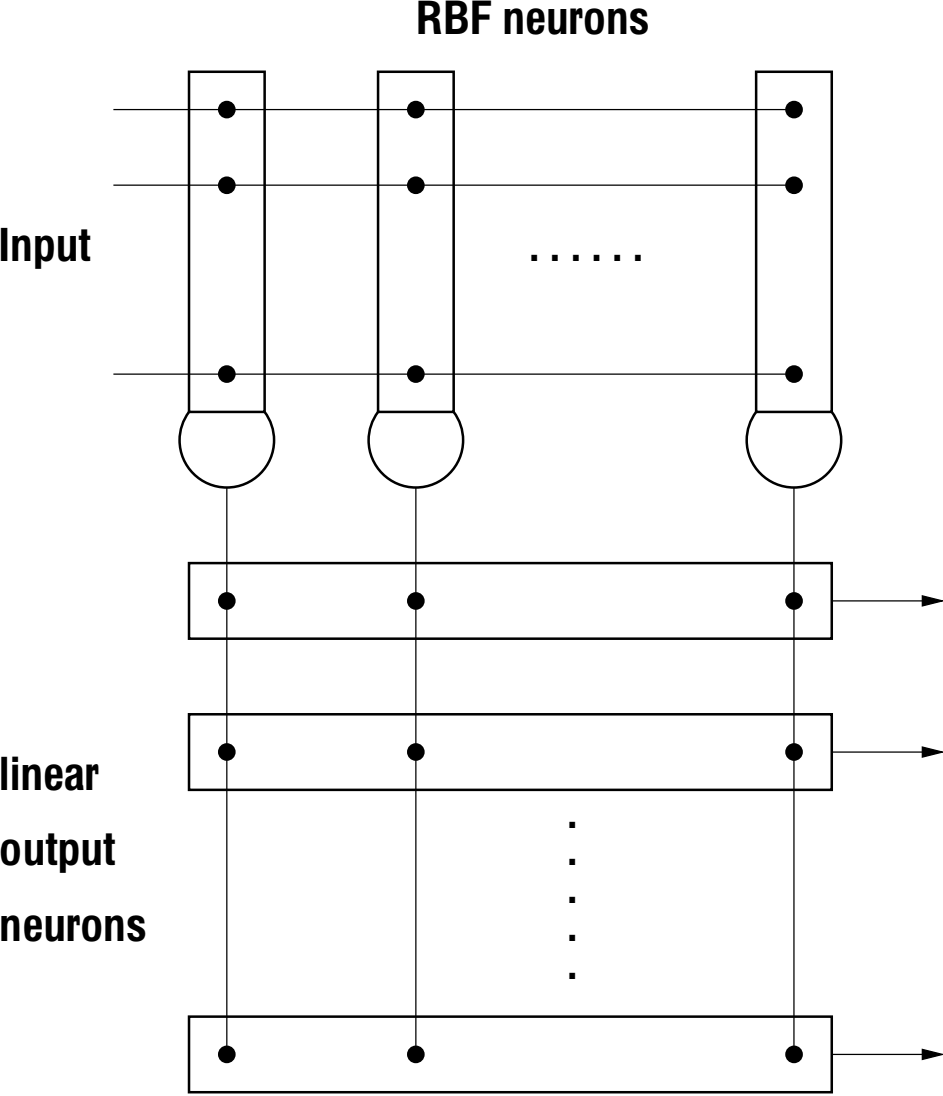 RBF neurons
Input
. . . . . .
linear
output
neurons